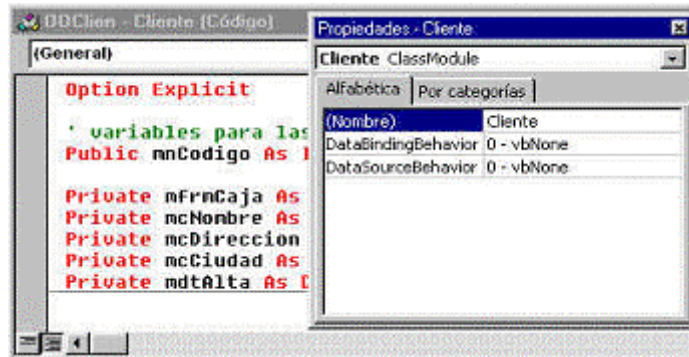 OOClien - Cliente (Código)
(General)
Option Explicit
' variables para las
Public mnCodigo As
Private mFrmCaja As
Private mcNombre As
Private mcDireccion
Private mcCiudad As
Private mdtAlta As
Propiedades - Cliente
Cliente ClassModule
Alfabética Por categorías
(Nombre) Cliente
DataBindingBehavior 0 - vbNone
DataSourceBehavior 0 - vbNone